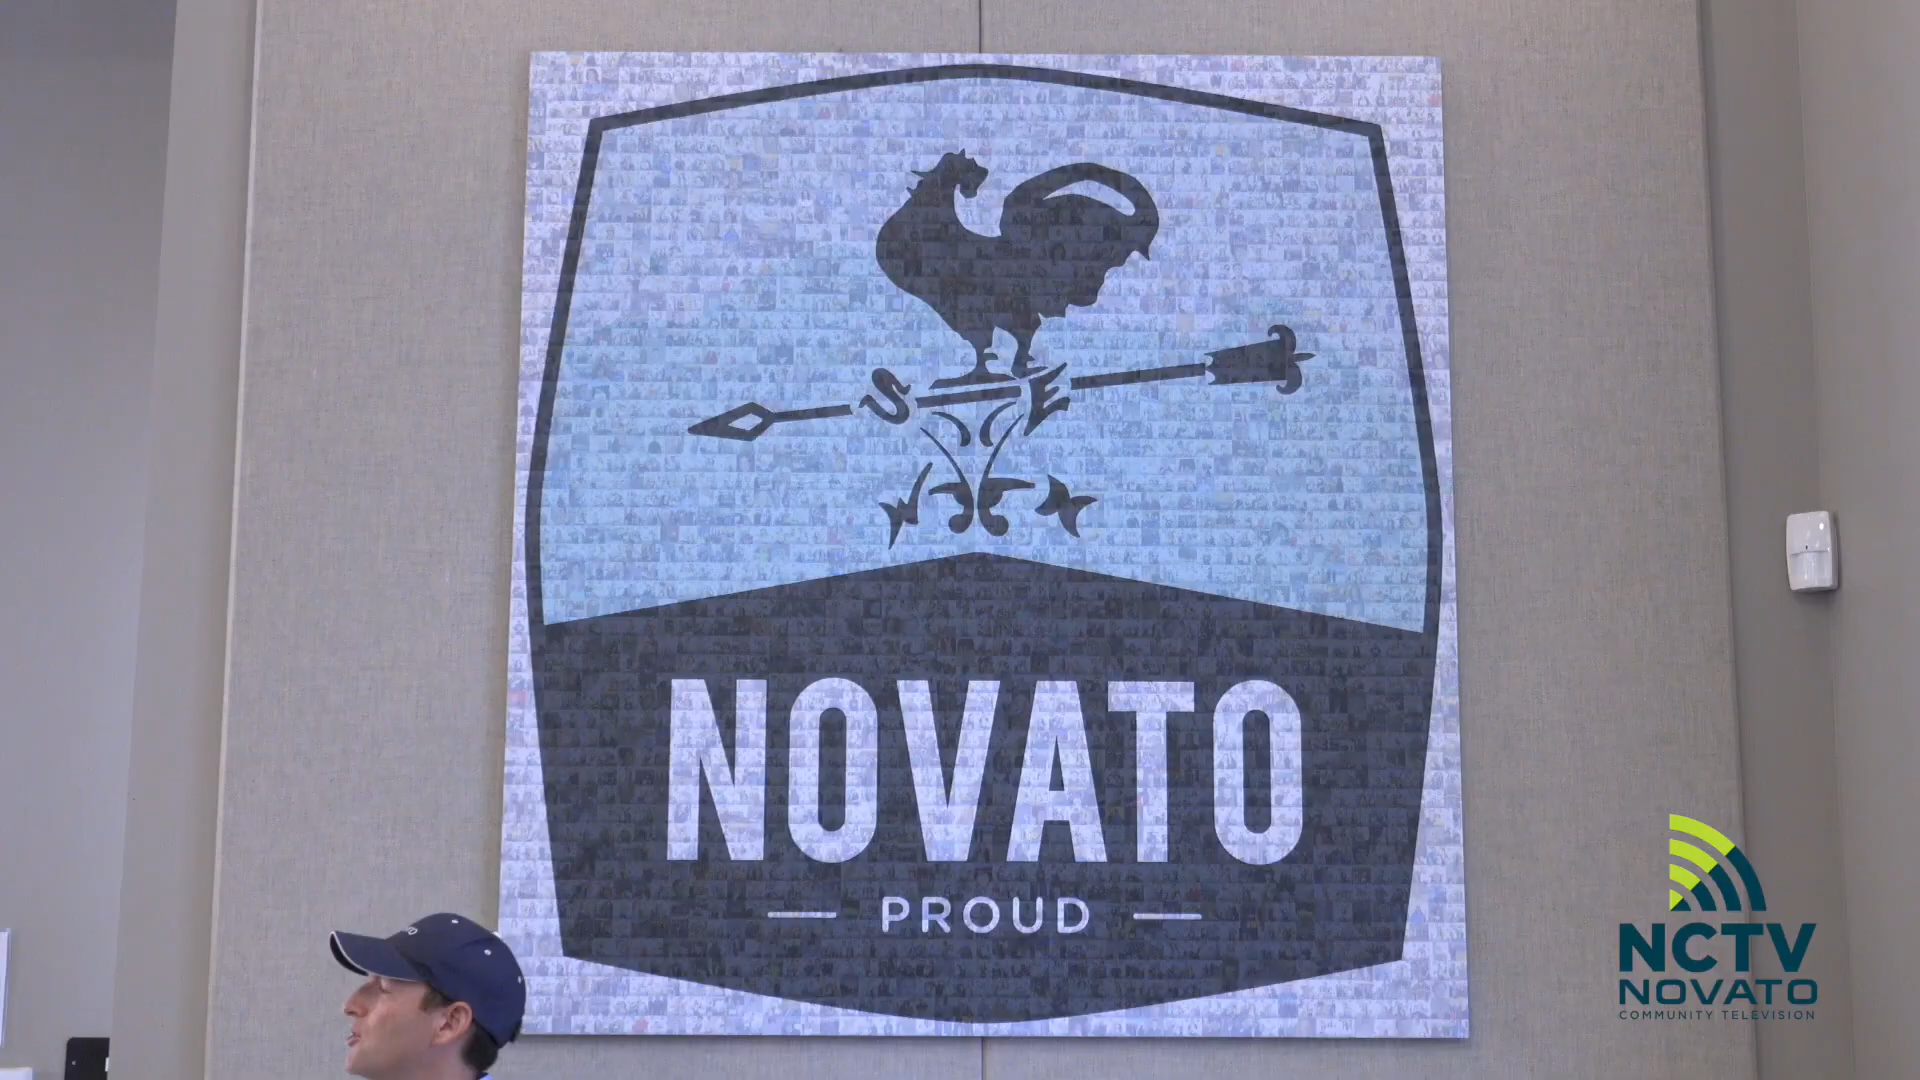 S E
NOVATO
PROUD
NCTV
NOVATO
COMMUNITY TELEVISION